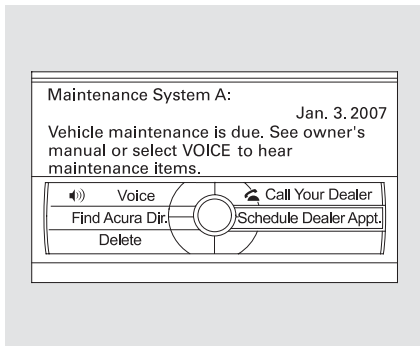 Maintenance System A:
Jan. 3. 2007
Vehicle maintenance is due. See owner's
manual or select VOICE to hear
maintenance items.
Voice
Call Your Dealer
Find Acura Dir.
Schedule Dealer Appt.
Delete